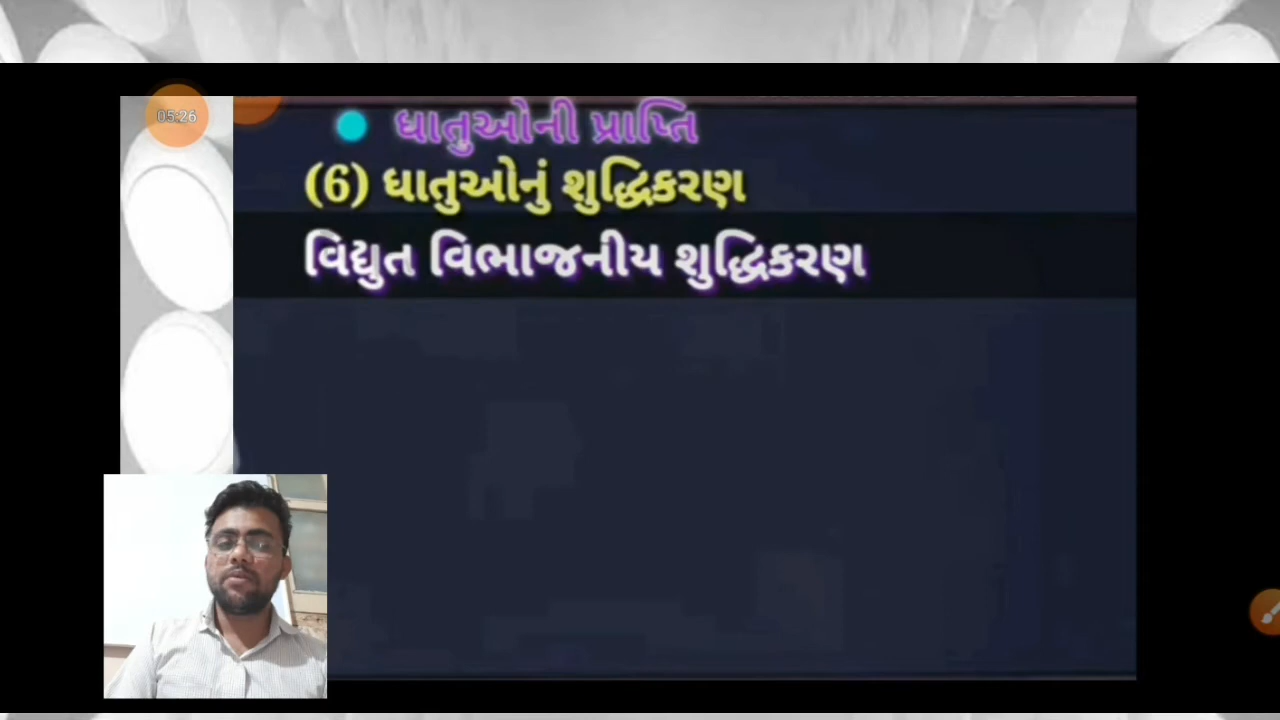 05:26
ધાતુઓની પ્રાપ્તિ
(6) ધાતુઓનું શુદ્ધિકરણ
વિદ્યુત વિભાજનીય શુદ્ધિકરણ